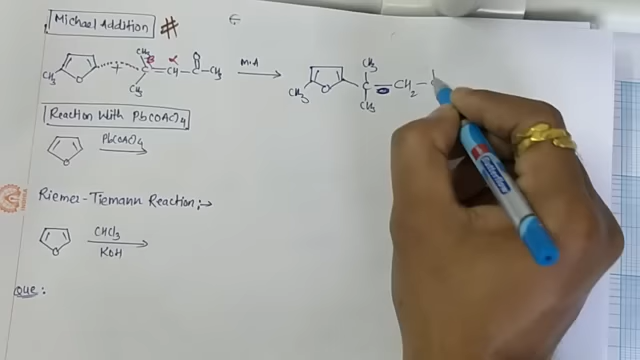 Michael Addition #
CH3 β α O
CH3 O + C = CH - C - CH3 M·A CH3 O C - CH2 -
CH3 CH3 CH3
Reaction with Pb(OAc)4
O Pb(OAc)4
Riemer-Tiemann Reaction:→
O CHCl3
KOH
Que: